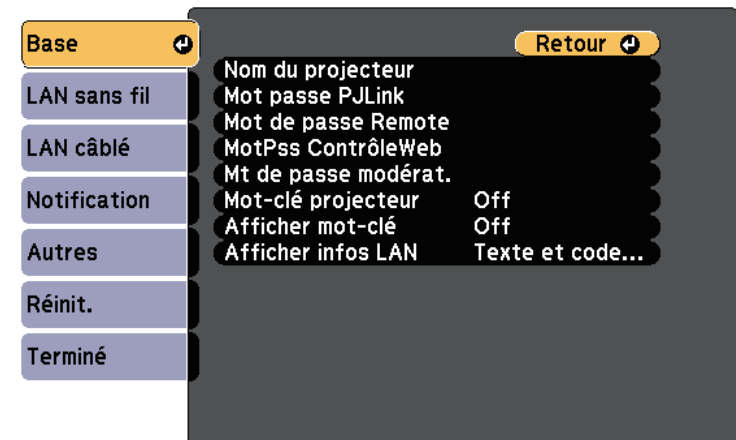 Base
LAN sans fil
LAN câblé
Notification
Autres
Réinit.
Terminé
Retour
Nom du projecteur
Mot passe PJLink
Mot de passe Remote
MotPss ContrôleWeb
Mt de passe modérat.
Mot-clé projecteur Off
Afficher mot-clé Off
Afficher infos LAN Texte et code...